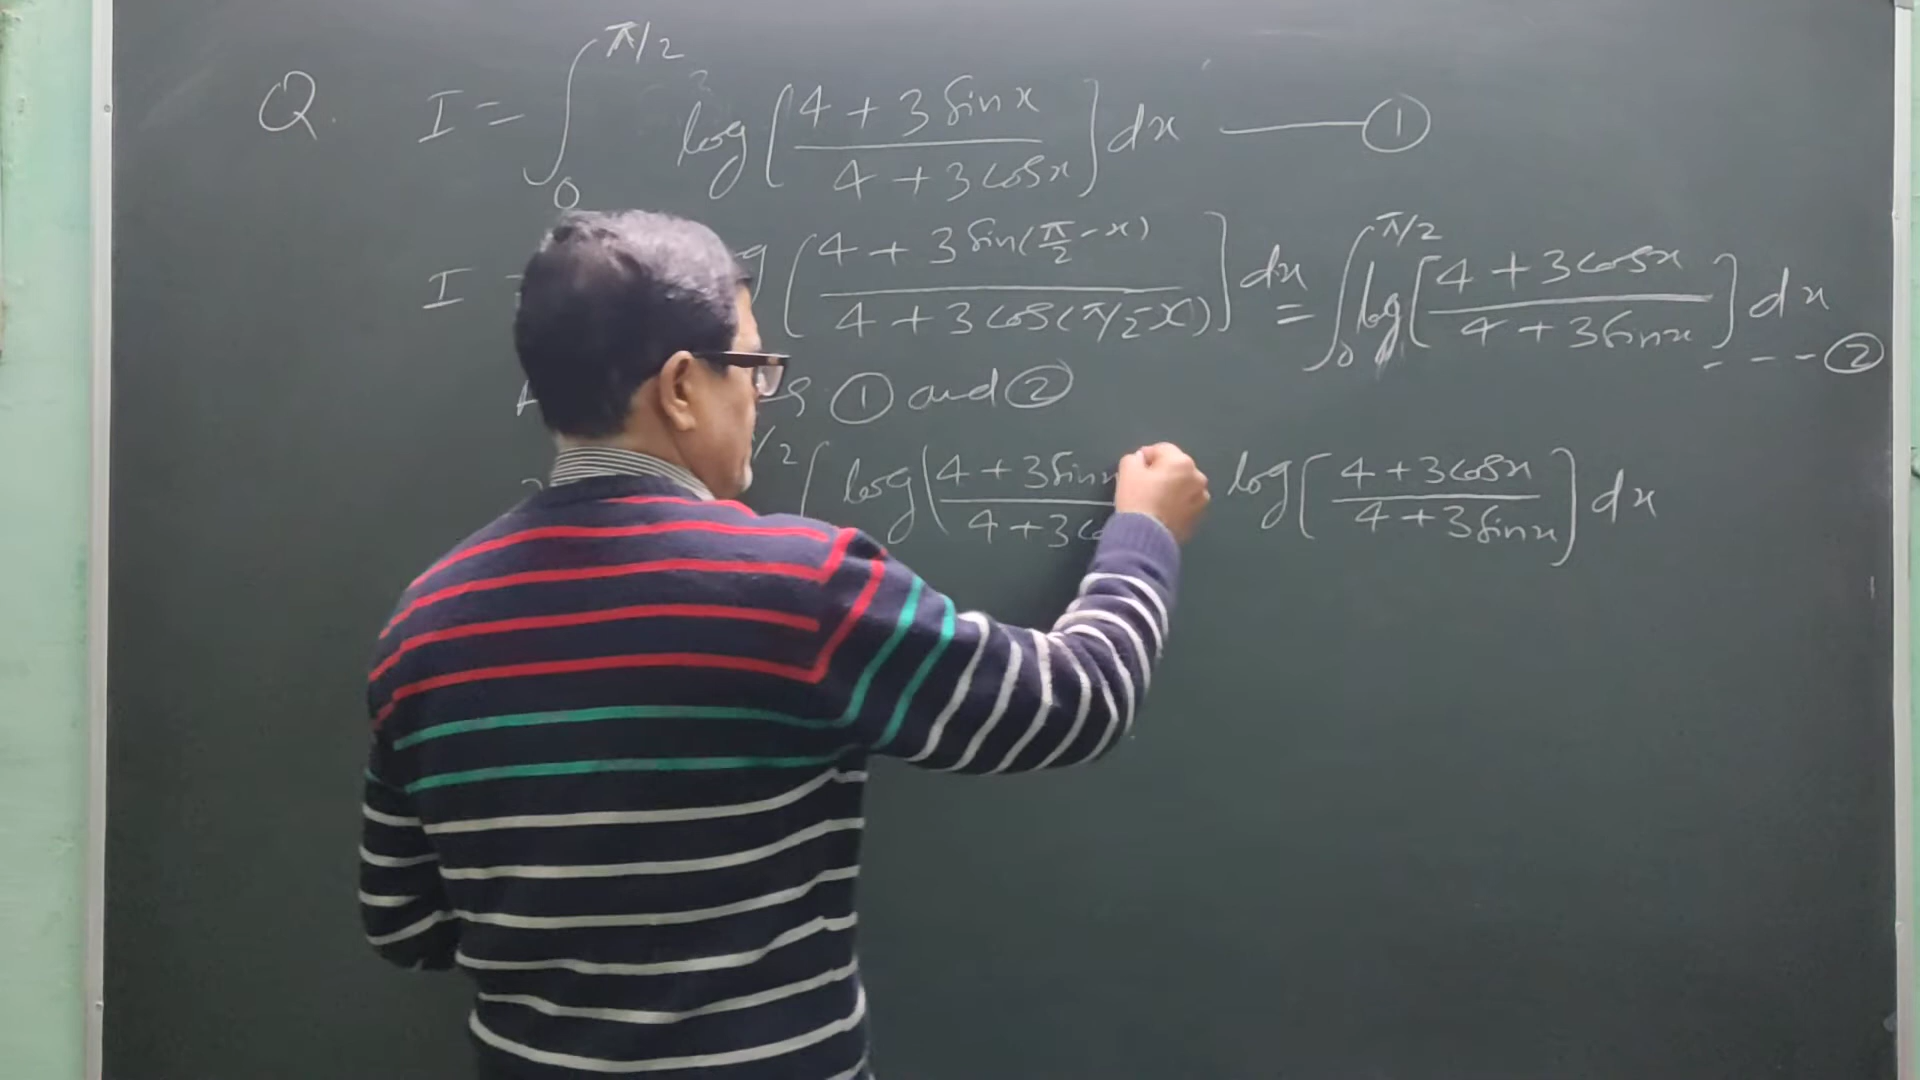 Q. I = ∫₀^{π/2} log[(4 + 3 sin x)/(4 + 3 cos x)] dx —— ①
I log[(4 + 3 sin(π/2 - x))/(4 + 3 cos(π/2 - x))] dx = ∫₀^{π/2} log[(4 + 3 cos x)/(4 + 3 sin x)] dx - - - ②
① and ②
/2 [log(4 + 3 sin x / 4 + 3 co log[(4 + 3 cos x)/(4 + 3 sin x)] dx